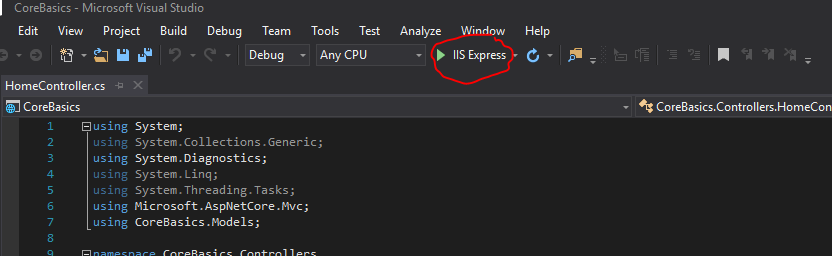 CoreBasics - Microsoft Visual Studio
Edit View Project Build Debug Team Tools Test Analyze Window Help
Debug Any CPU IIS Express
HomeController.cs
CoreBasics CoreBasics.Controllers.HomeCon
1 using System;
2 using System.Collections.Generic;
3 using System.Diagnostics;
4 using System.Linq;
5 using System.Threading.Tasks;
6 using Microsoft.AspNetCore.Mvc;
7 using CoreBasics.Models;
8
9 namespace CoreBasics.Controllers